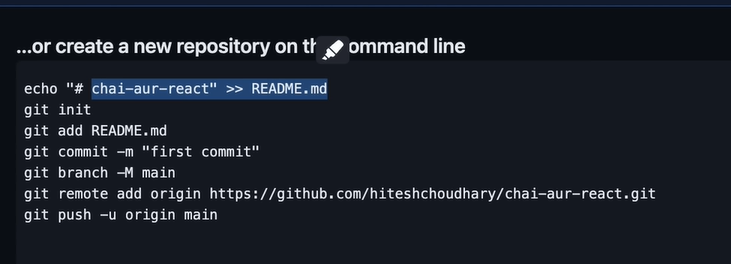 ...or create a new repository on th ommand line
echo "# chai-aur-react" >> README.md
git init
git add README.md
git commit -m "first commit"
git branch -M main
git remote add origin https://github.com/hiteshchoudhary/chai-aur-react.git
git push -u origin main